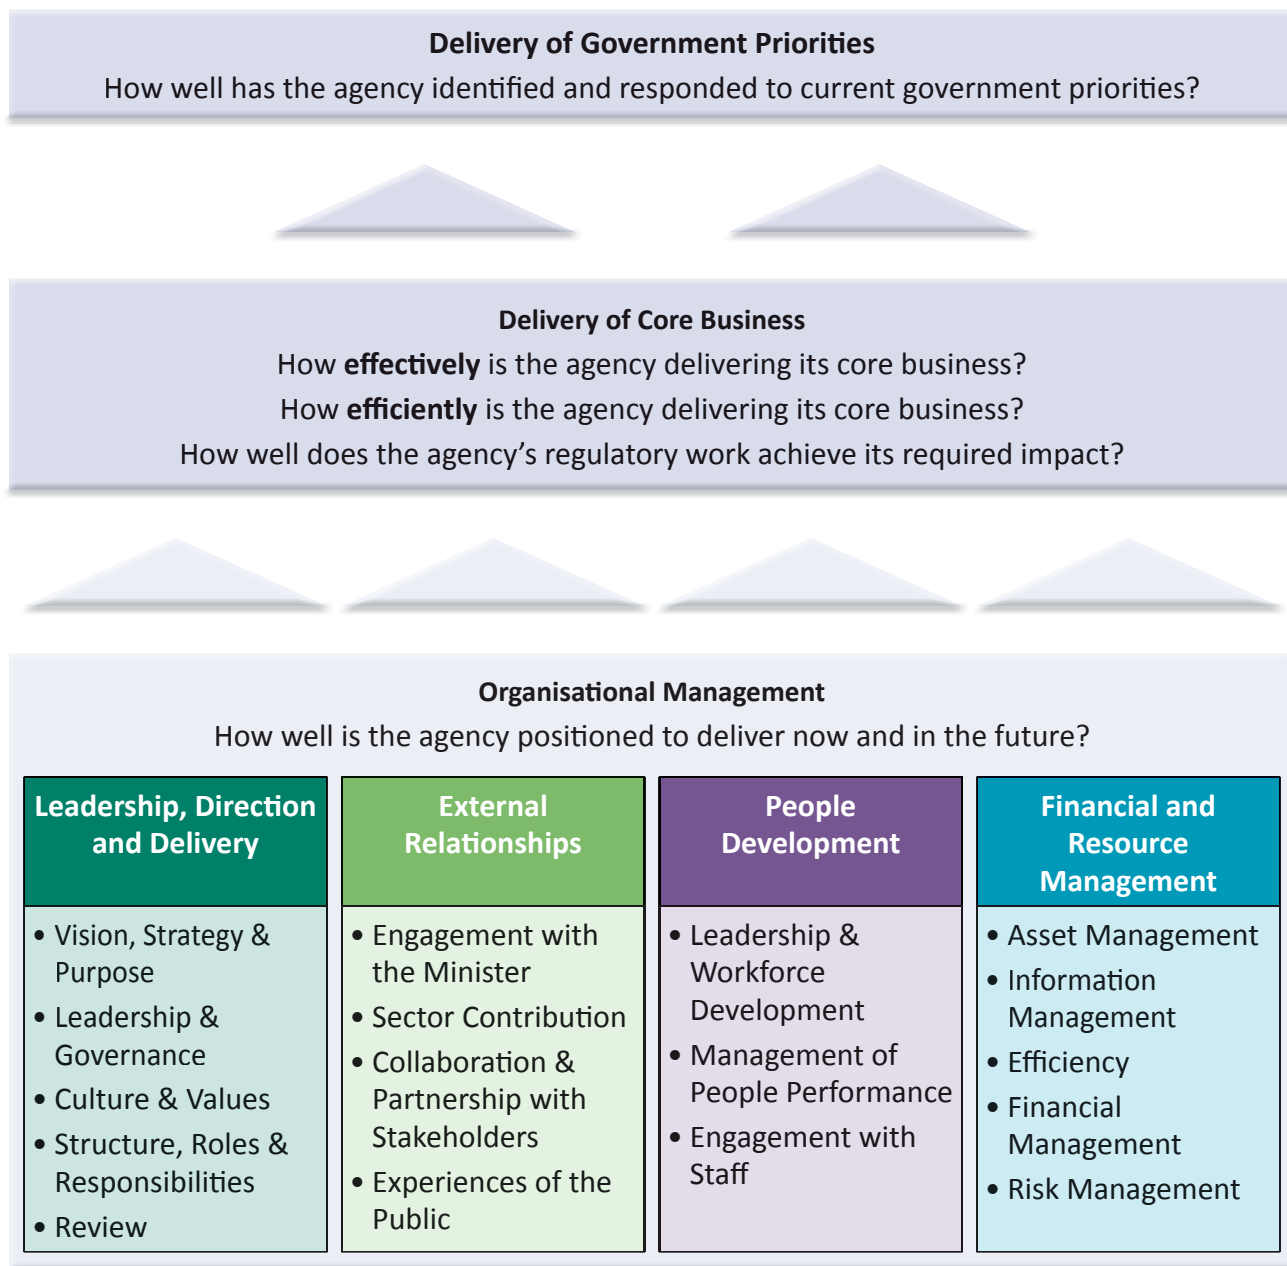 Delivery of Government Priorities
How well has the agency identified and responded to current government priorities?
Delivery of Core Business
How effectively is the agency delivering its core business?
How efficiently is the agency delivering its core business?
How well does the agency’s regulatory work achieve its required impact?
Organisational Management
How well is the agency positioned to deliver now and in the future?
Leadership, Direction
and Delivery
• Vision, Strategy &
Purpose
• Leadership &
Governance
• Culture & Values
• Structure, Roles &
Responsibilities
• Review
External
Relationships
• Engagement with
the Minister
• Sector Contribution
• Collaboration &
Partnership with
Stakeholders
• Experiences of the
Public
People
Development
• Leadership &
Workforce
Development
• Management of
People Performance
• Engagement with
Staff
Financial and
Resource
Management
• Asset Management
• Information
Management
• Efficiency
• Financial
Management
• Risk Management